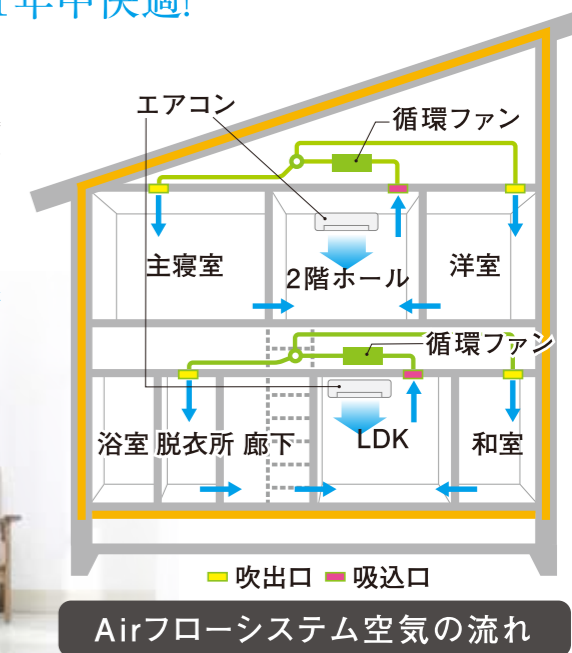 1年中快適!
エアコン
循環ファン
主寝室
2階ホール
洋室
循環ファン
浴室 脱衣所 廊下
LDK
和室
吹出口 吸込口
Airフローシステム空気の流れ